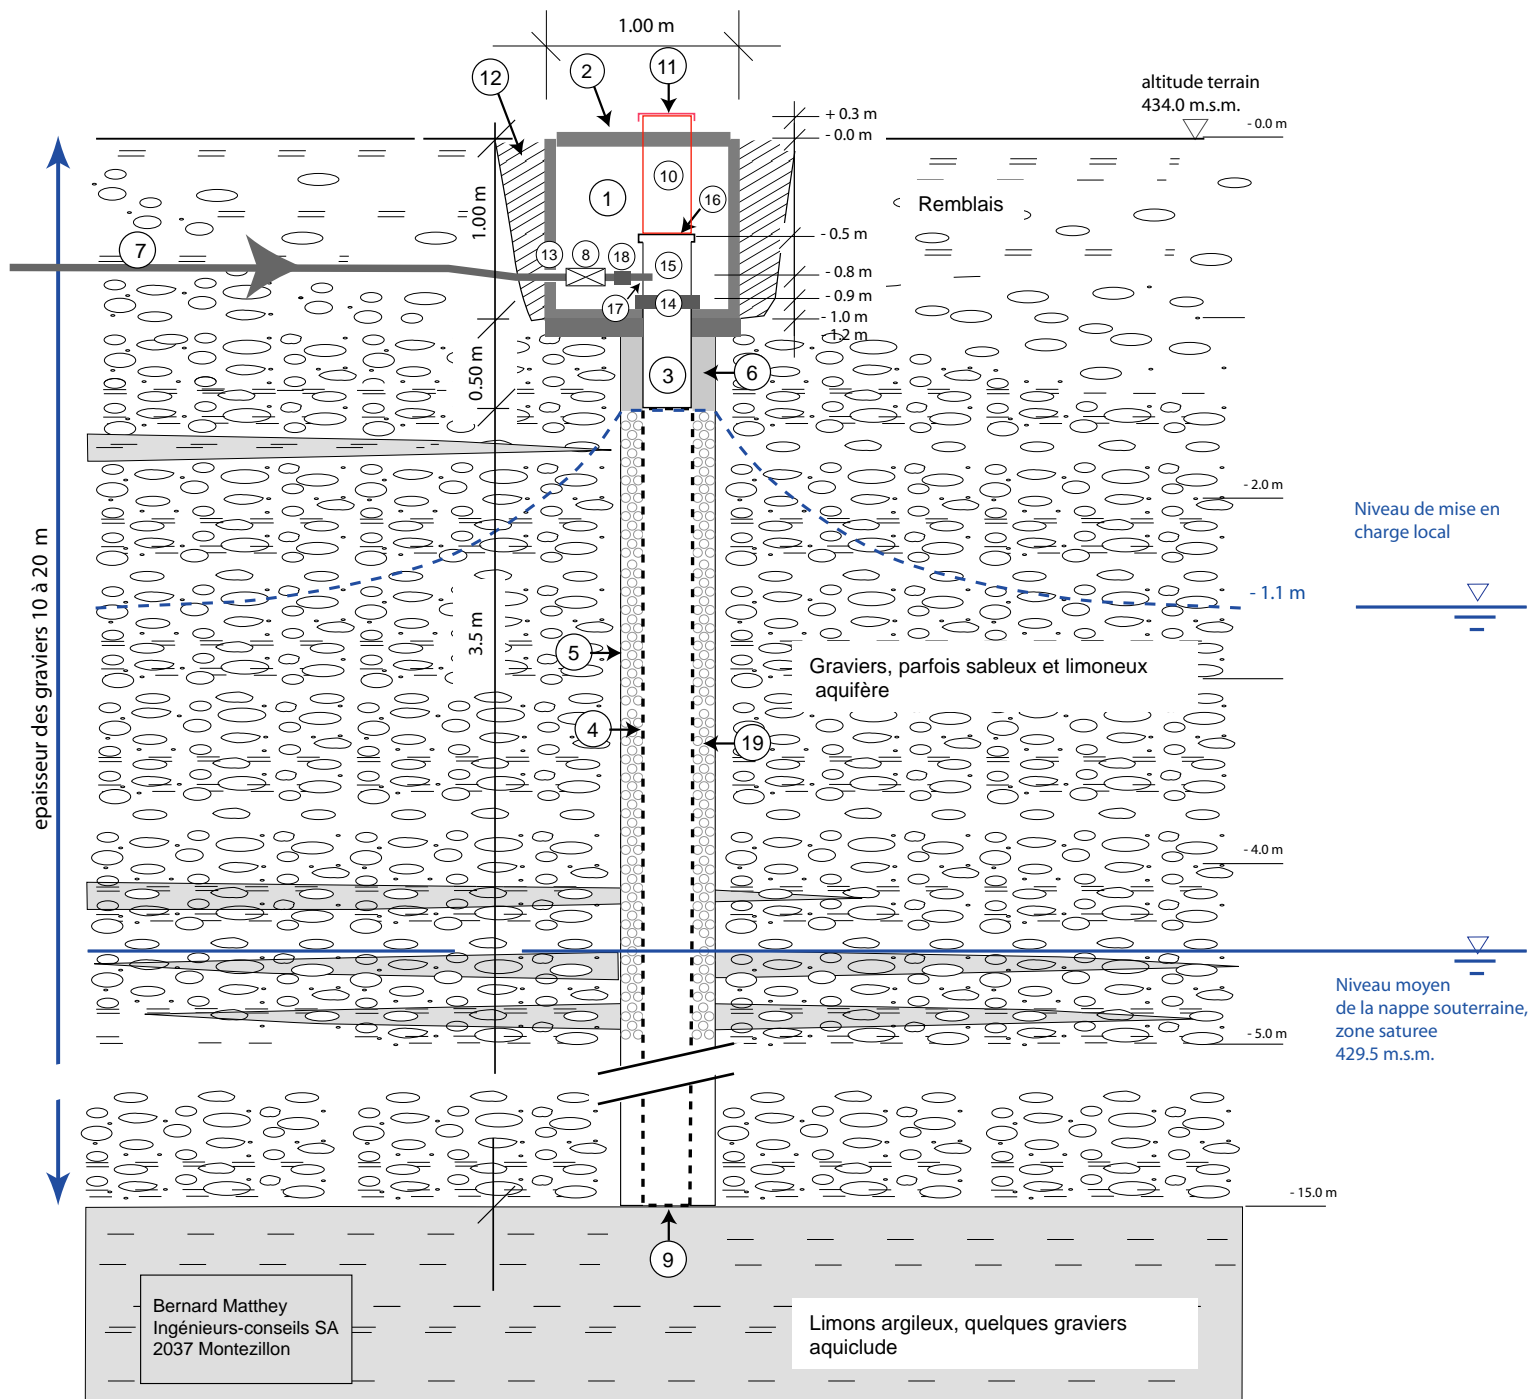 1.00 m
12
2
11
altitude terrain
434.0 m.s.m.
+ 0.3 m
- 0.0 m
- 0.0 m
1
10
16
Remblais
1.00 m
- 0.5 m
7
13
8
18
15
- 0.8 m
17
14
- 0.9 m
- 1.0 m
- 1.2 m
0.50 m
3
6
- 2.0 m
Niveau de mise en
charge local
- 1.1 m
epaisseur des graviers 10 à 20 m
3.5 m
5
Graviers, parfois sableux et limoneux
aquifère
4
19
- 4.0 m
Niveau moyen
de la nappe souterraine,
zone saturee
429.5 m.s.m.
- 5.0 m
- 15.0 m
9
Bernard Matthey
Ingénieurs-conseils SA
2037 Montezillon
Limons argileux, quelques graviers
aquiclude